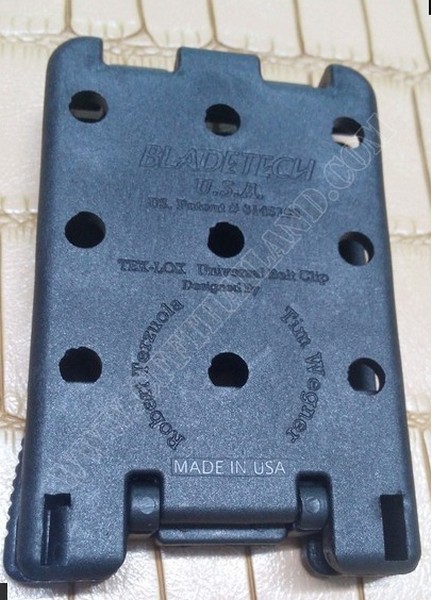 BLADETECH
U.S.A.
US. Patent #
TEK-LOK Universal Belt Clip
Designed By
Robert Terzuola
Tim Wegner
MADE IN USA